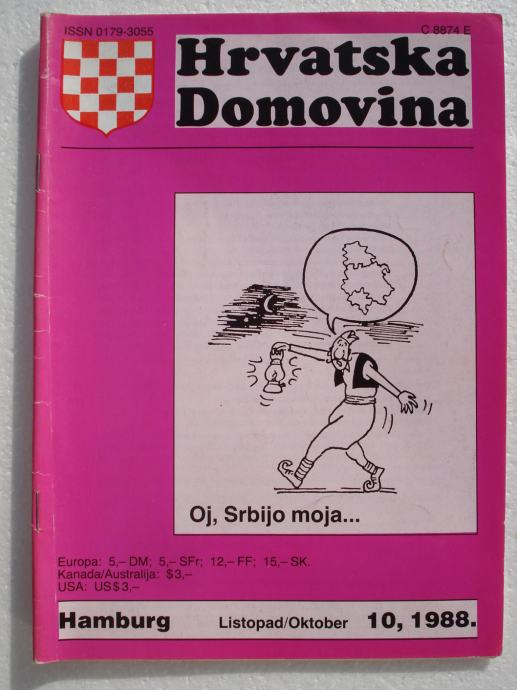 ISSN 0179-3055
C 8874 E
Hrvatska
Domovina
Oj, Srbijo moja...
Europa: 5,– DM; 5,– SFr; 12,– FF; 15,– SK.
Kanada/Australija: $ 3,–
USA: US $ 3,–
Hamburg Listopad/Oktober 10, 1988.